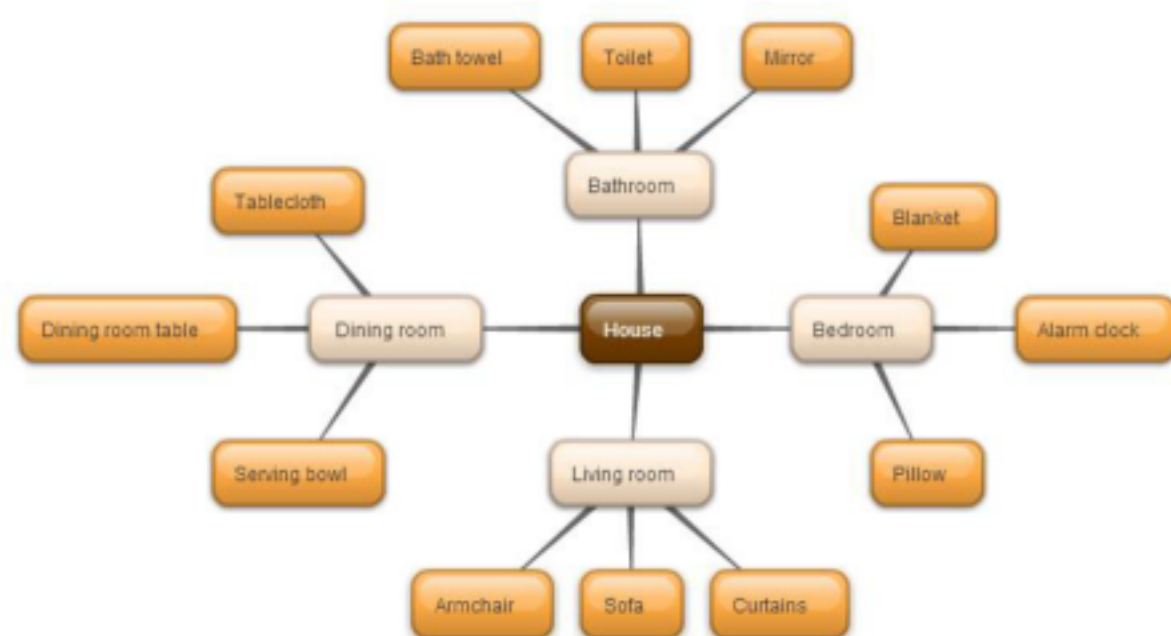 Bath towel
Toilet
Mirror
Bathroom
Tablecloth
Blanket
Dining room table
Dining room
House
Bedroom
Alarm clock
Serving bowl
Living room
Pillow
Armchair
Sofa
Curtains